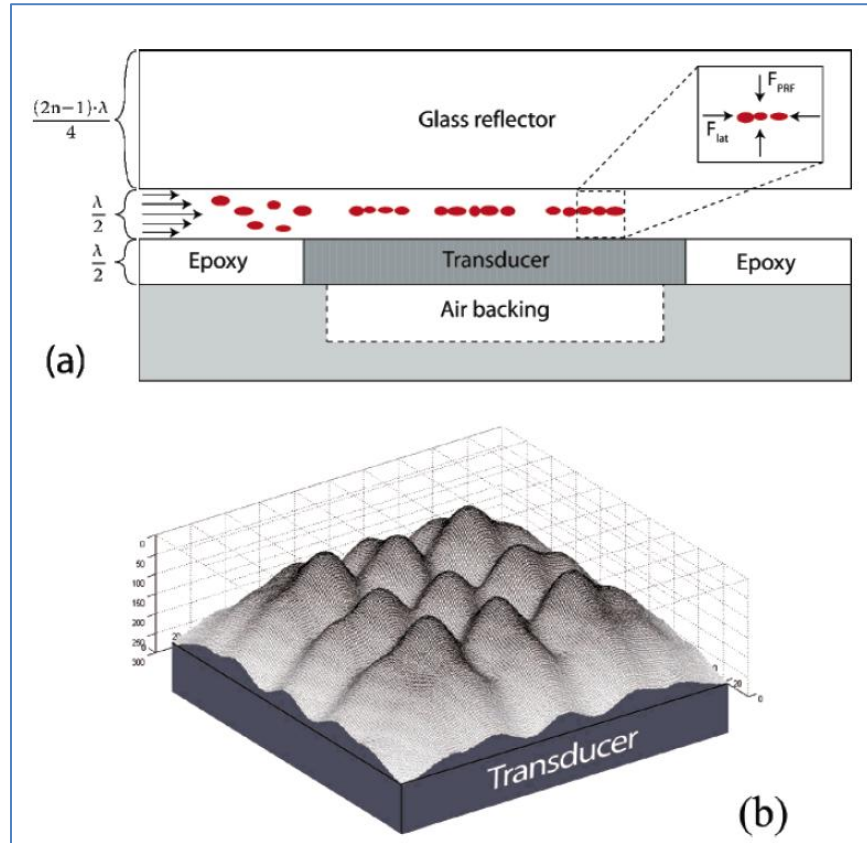 (2n−1)·λ
4
Glass reflector
F_PRF
F_lat
λ
2
λ
2
Epoxy
Transducer
Epoxy
Air backing
(a)
0
50
100
150
200
250
300
20
0
Transducer
(b)